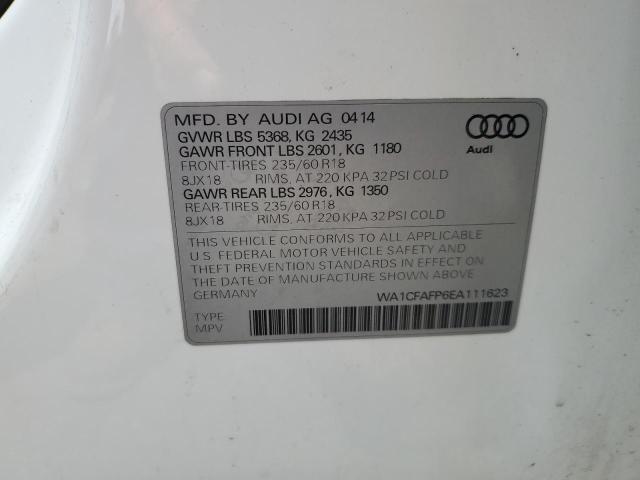 MFD. BY AUDI AG 04 14
GVWR LBS 5368, KG 2435
GAWR FRONT LBS 2601, KG 1180
FRONT-TIRES 235/60 R18
8JX18 RIMS, AT 220 KPA 32 PSI COLD
GAWR REAR LBS 2976, KG 1350
REAR-TIRES 235/60 R18
8JX18 RIMS, AT 220 KPA 32 PSI COLD
Audi
THIS VEHICLE CONFORMS TO ALL APPLICABLE
U.S. FEDERAL MOTOR VEHICLE SAFETY AND
THEFT PREVENTION STANDARDS IN EFFECT ON
THE DATE OF MANUFACTURE SHOWN ABOVE.
GERMANY WA1CFAFP6EA111623
TYPE:
MPV